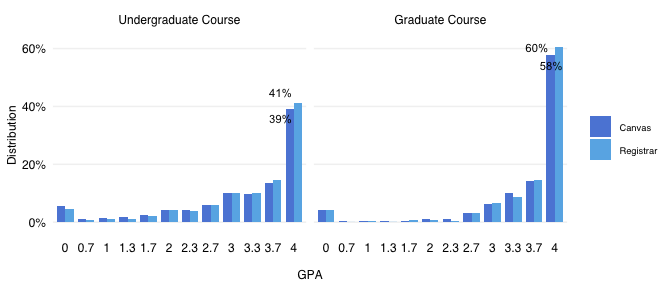 Undergraduate Course
Graduate Course
60%
40%
20%
0%
Distribution
41%
39%
60%
58%
0 0.7 1 1.3 1.7 2 2.3 2.7 3 3.3 3.7 4
0 0.7 1 1.3 1.7 2 2.3 2.7 3 3.3 3.7 4
GPA
Canvas
Registrar